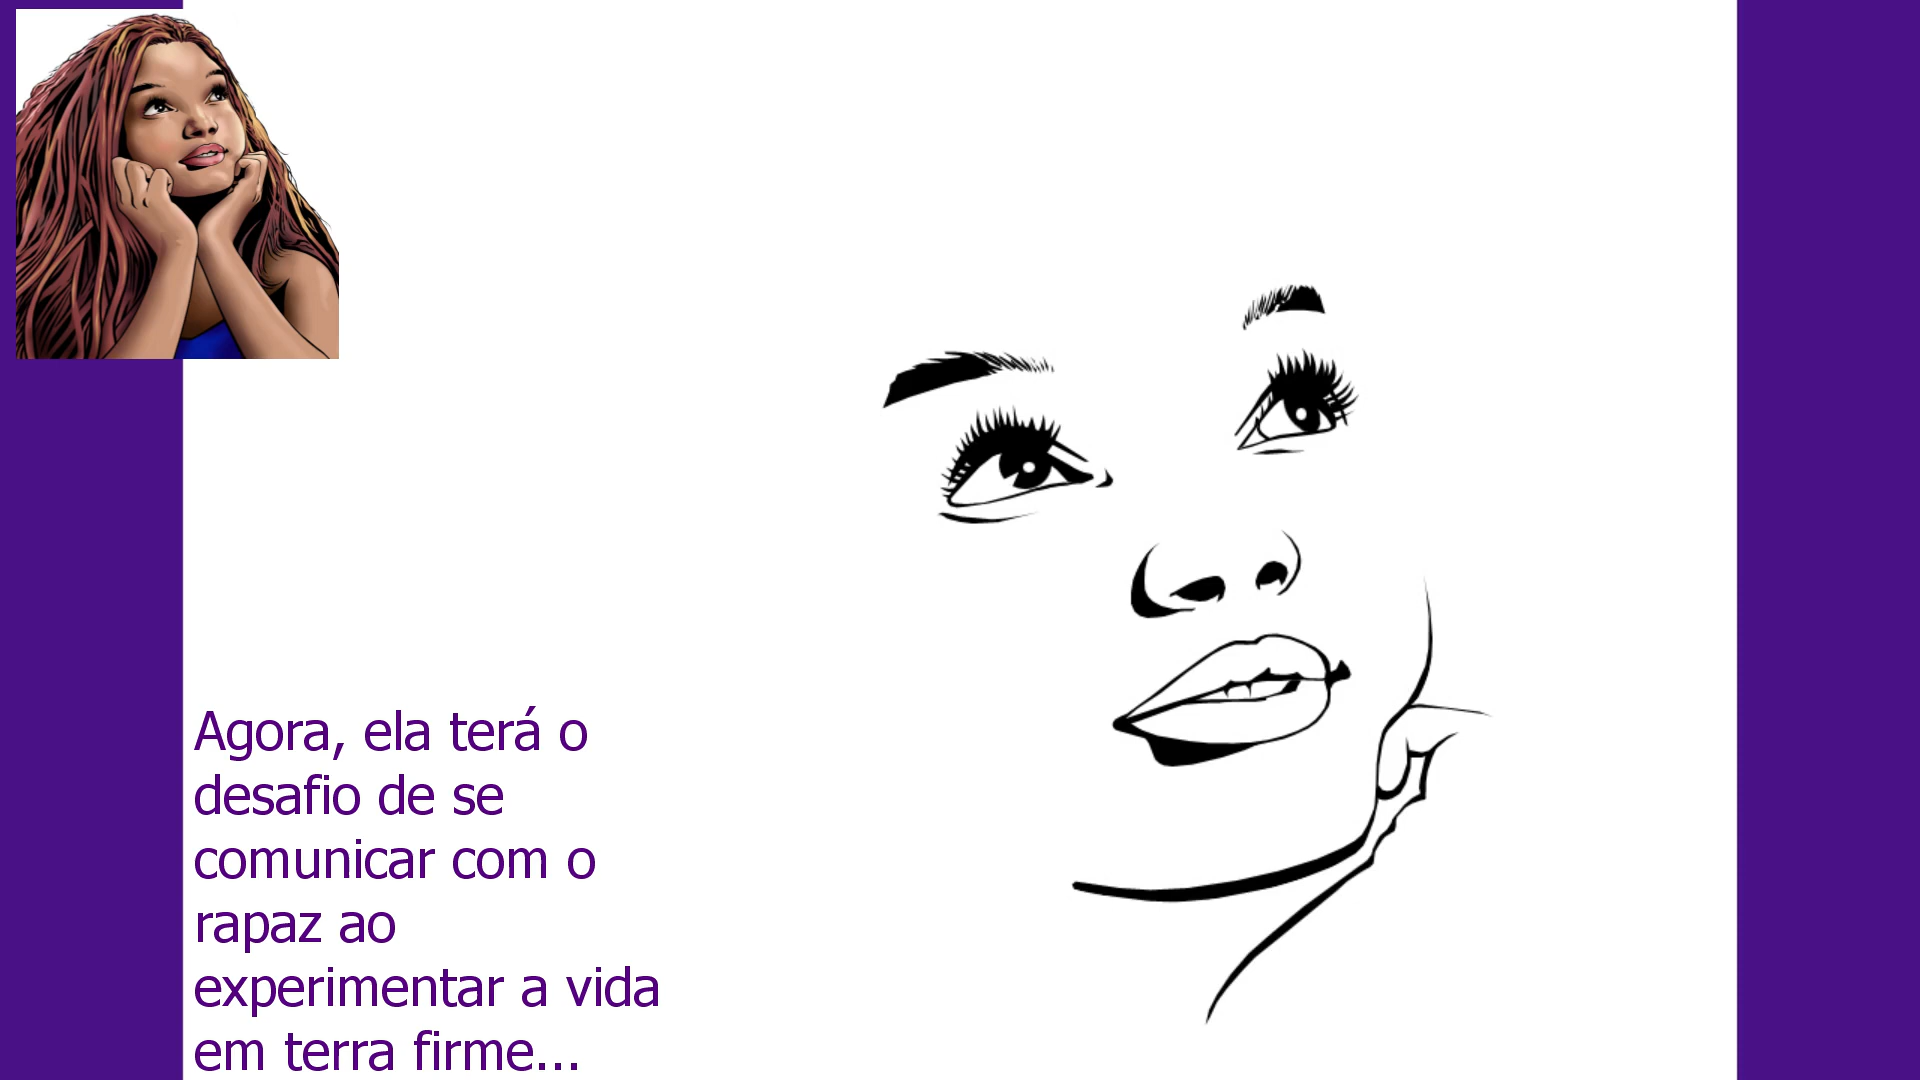 Agora, ela terá o
desafio de se
comunicar com o
rapaz ao
experimentar a vida
em terra firme...